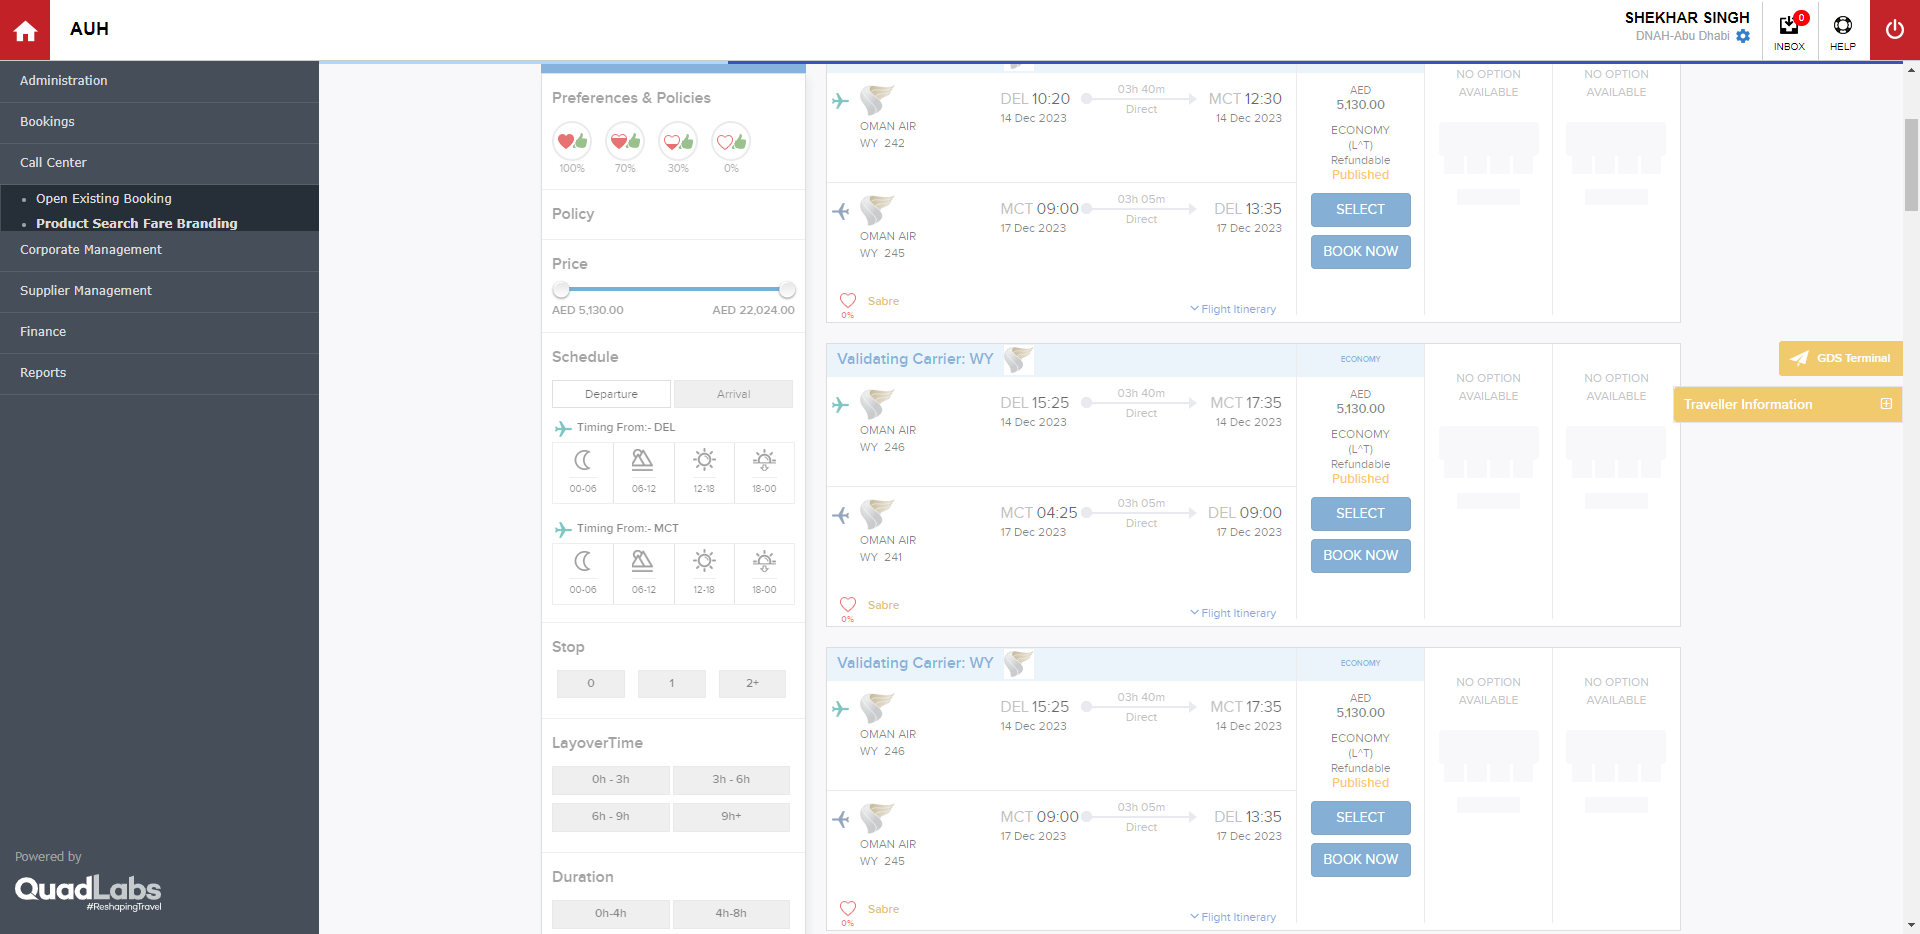 AUH
SHEKHAR SINGH
DNAH-Abu Dhabi
0
INBOX
HELP
Administration
Bookings
Call Center
Open Existing Booking
Product Search Fare Branding
Corporate Management
Supplier Management
Finance
Reports
Powered by
QuadLabs
#ReshapingTravel
Preferences & Policies
100% 70% 30% 0%
Policy
Price
AED 5,130.00 AED 22,024.00
Schedule
Departure Arrival
Timing From:- DEL
00-06 06-12 12-18 18-00
Timing From:- MCT
00-06 06-12 12-18 18-00
Stop
0 1 2+
LayoverTime
0h - 3h 3h - 6h
6h - 9h 9h+
Duration
0h-4h 4h-8h
OMAN AIR
WY 242
DEL 10:20
14 Dec 2023
03h 40m
Direct
MCT 12:30
14 Dec 2023
OMAN AIR
WY 245
MCT 09:00
17 Dec 2023
03h 05m
Direct
DEL 13:35
17 Dec 2023
0%
Sabre
Flight Itinerary
AED
5,130.00
ECONOMY
(L^T)
Refundable
Published
SELECT
BOOK NOW
NO OPTION
AVAILABLE
NO OPTION
AVAILABLE
Validating Carrier: WY
ECONOMY
OMAN AIR
WY 246
DEL 15:25
14 Dec 2023
03h 40m
Direct
MCT 17:35
14 Dec 2023
OMAN AIR
WY 241
MCT 04:25
17 Dec 2023
03h 05m
Direct
DEL 09:00
17 Dec 2023
0%
Sabre
Flight Itinerary
AED
5,130.00
ECONOMY
(L^T)
Refundable
Published
SELECT
BOOK NOW
NO OPTION
AVAILABLE
NO OPTION
AVAILABLE
Validating Carrier: WY
ECONOMY
OMAN AIR
WY 246
DEL 15:25
14 Dec 2023
03h 40m
Direct
MCT 17:35
14 Dec 2023
OMAN AIR
WY 245
MCT 09:00
17 Dec 2023
03h 05m
Direct
DEL 13:35
17 Dec 2023
0%
Sabre
Flight Itinerary
AED
5,130.00
ECONOMY
(L^T)
Refundable
Published
SELECT
BOOK NOW
NO OPTION
AVAILABLE
NO OPTION
AVAILABLE
GDS Terminal
Traveller Information